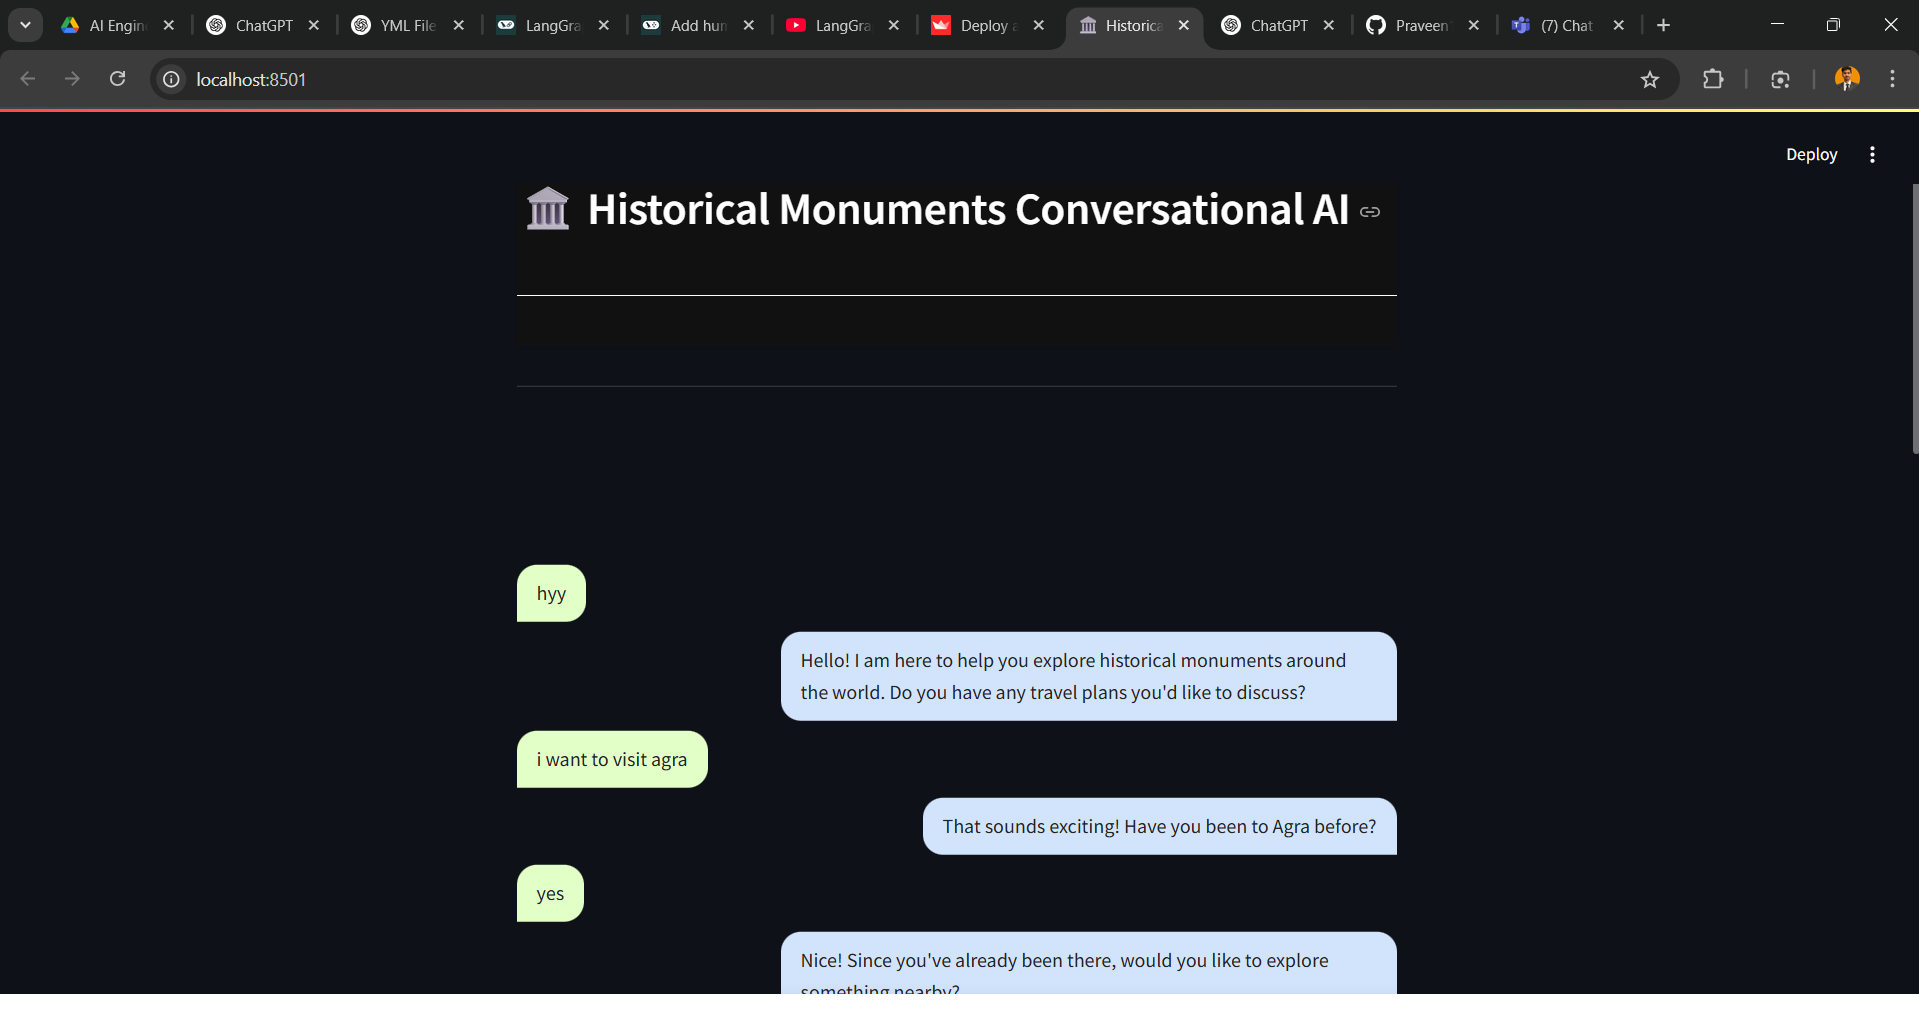 AI Engin
ChatGPT
YML File
LangGra
Add hum
LangGra
Deploy a
Historica
ChatGPT
Praveen
(7) Chat
localhost:8501
Deploy
Historical Monuments Conversational AI
hyy
Hello! I am here to help you explore historical monuments around
the world. Do you have any travel plans you'd like to discuss?
i want to visit agra
That sounds exciting! Have you been to Agra before?
yes
Nice! Since you've already been there, would you like to explore
something nearby?